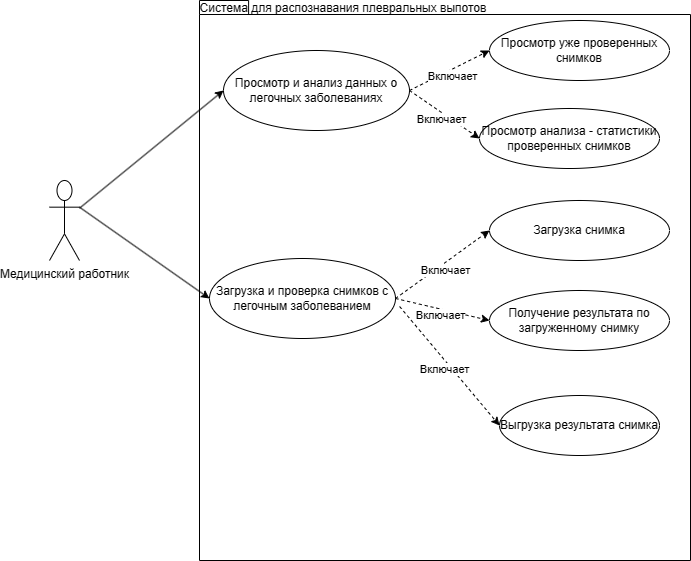 Система для распознавания плевральных выпотов
Просмотр уже проверенных
снимков
Включает
Просмотр и анализ данных о
легочных заболеваниях
Включает
Просмотр анализа - статистики
проверенных снимков
Медицинский работник
Загрузка снимка
Включает
Загрузка и проверка снимков с
легочным заболеванием
Включает
Получение результата по
загруженному снимку
Включает
Выгрузка результата снимка